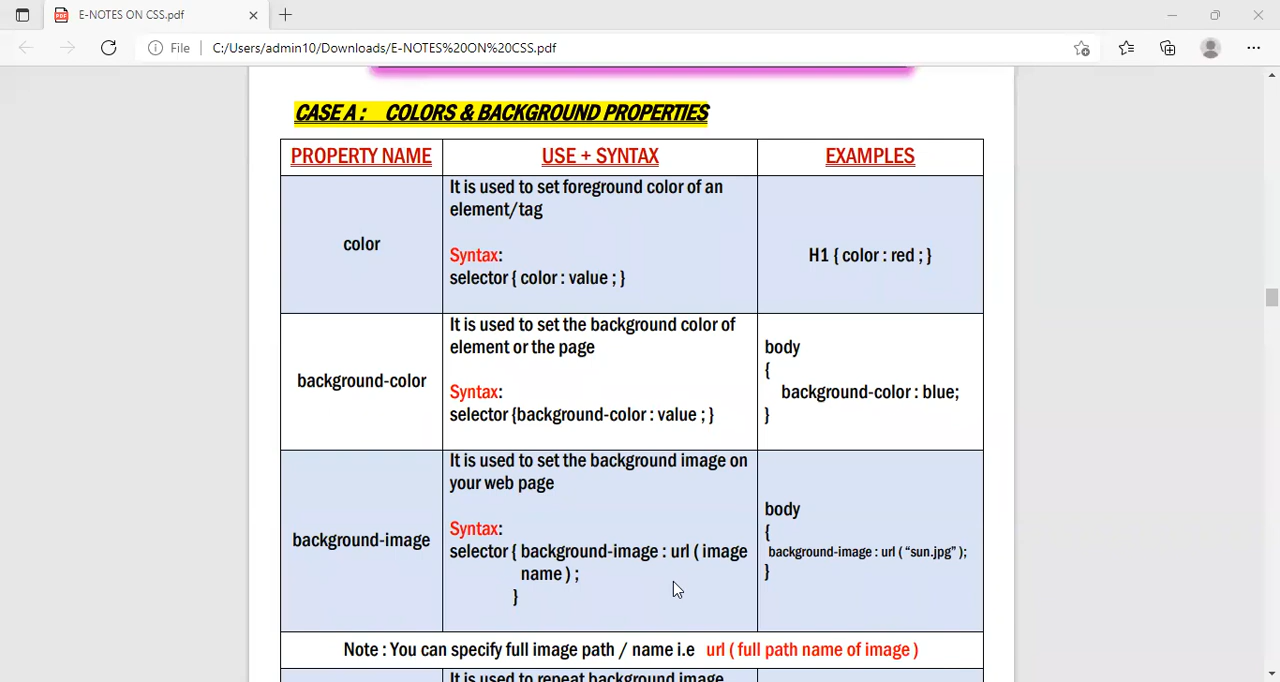 E-NOTES ON CSS.pdf
File
C:/Users/admin10/Downloads/E-NOTES%20ON%20CSS.pdf
CASE A : COLORS & BACKGROUND PROPERTIES
PROPERTY NAME
USE + SYNTAX
EXAMPLES
color
It is used to set foreground color of an
element/tag
Syntax:
selector { color : value ; }
H1 { color : red ; }
background-color
It is used to set the background color of
element or the page
Syntax:
selector {background-color : value ; }
body
{
background-color : blue;
}
background-image
It is used to set the background image on
your web page
Syntax:
selector { background-image : url ( image
name ) ;
}
body
{
background-image : url ( “sun.jpg” );
}
Note : You can specify full image path / name i.e url ( full path name of image )
It is used to repeat background image